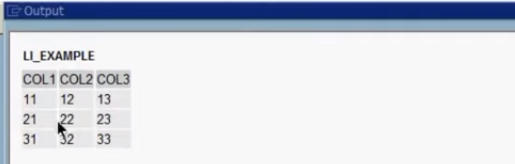 Output
LI_EXAMPLE
COL1 COL2 COL3
11 12 13
21 22 23
31 32 33